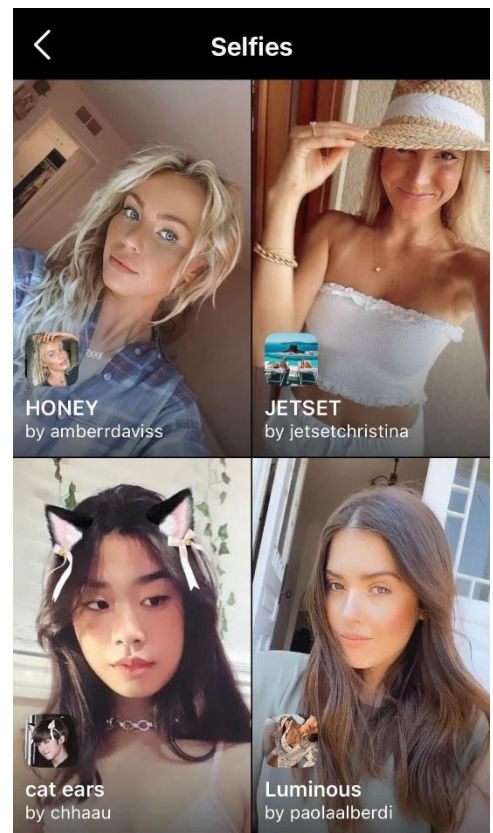 Selfies
HONEY
by amberrdaviss
JETSET
by jetsetchristina
cat ears
by chhaau
Luminous
by paolaalberdi